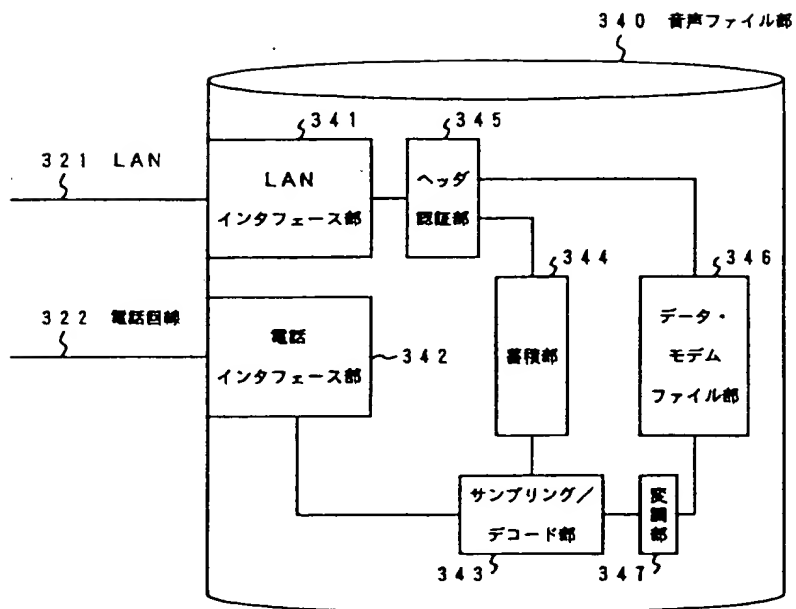 340 音声ファイル部
341
345
321 LAN
LAN
インタフェース部
ヘッダ
認証部
344
346
322 電話回線
電話
インタフェース部
342
蓄積部
データ・
モデム
ファイル部
サンプリング/
デコード部
変調部
343
347